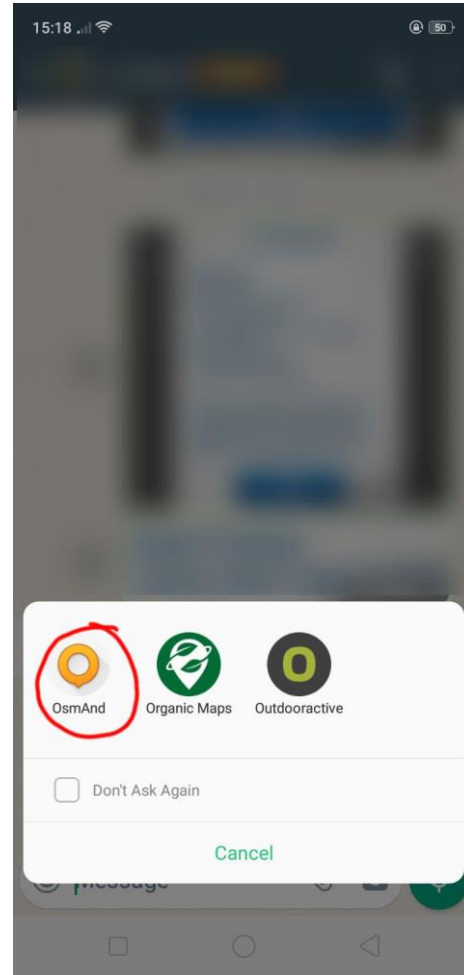 15:18
50
OsmAnd
Organic Maps
Outdooractive
Don't Ask Again
Cancel
Message